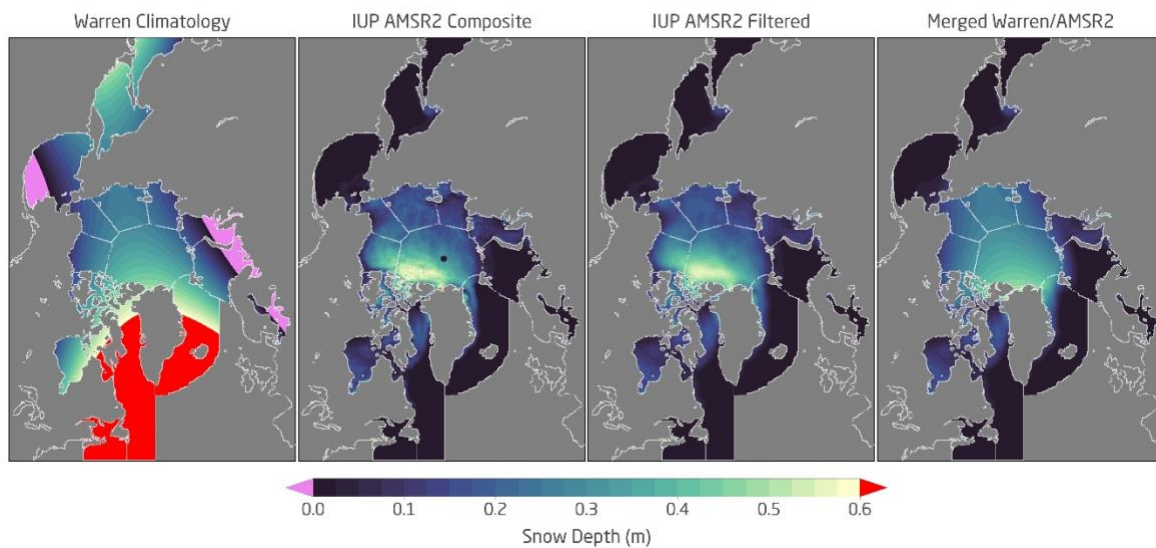 Warren Climatology
IUP AMSR2 Composite
IUP AMSR2 Filtered
Merged Warren/AMSR2
0.0
0.1
0.2
0.3
0.4
0.5
0.6
Snow Depth (m)